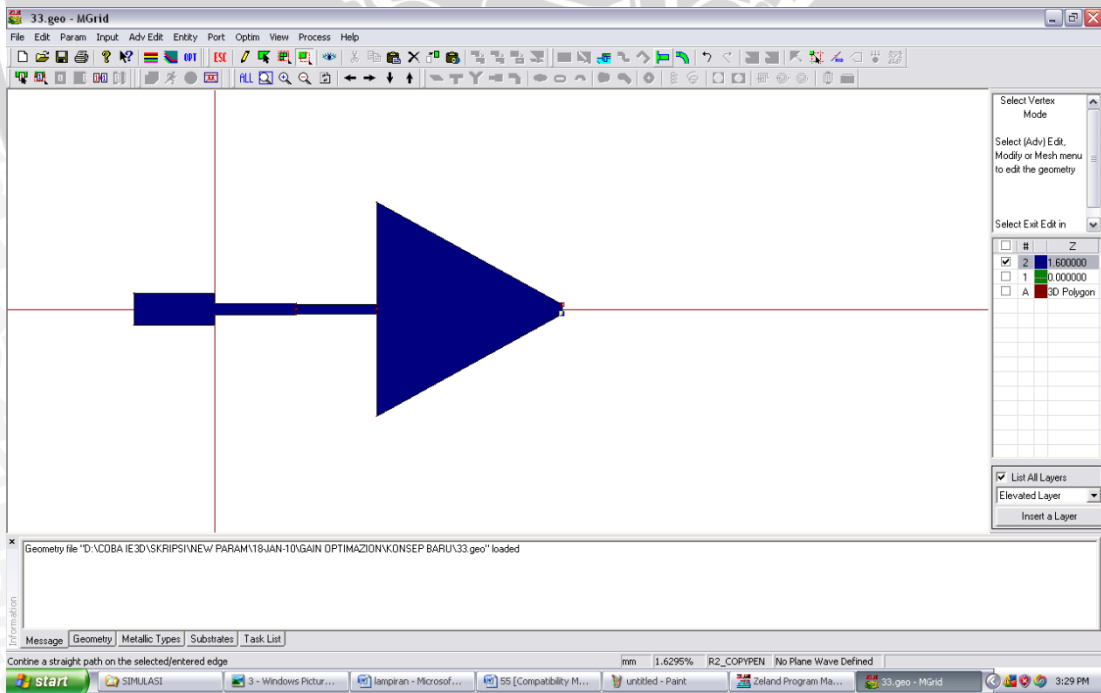 33.geo - MGrid
File Edit Param Input Adv Edit Entity Port Optim View Process Help
OPT ESC
ALL
Select Vertex
Mode
Select (Adv) Edit,
Modify or Mesh menu
to edit the geometry
Select Exit Edit in
# Z
2 1.600000
1 0.000000
A 3D Polygon
List All Layers
Elevated Layer
Insert a Layer
Geometry file "D:\COBA IE3D\SKRIPSI\NEW PARAM\18-JAN-10\GAIN OPTIMAZION\KONSEP BARU\33.geo" loaded
Information
Message Geometry Metallic Types Substrates Task List
Contine a straight path on the selected/entered edge mm 1.6295% R2_COPYPEN No Plane Wave Defined
start SIMULASI 3 - Windows Pictur... lampiran - Microsof... 55 [Compatibility M... untitled - Paint Zeland Program Ma... 33.geo - MGrid 3:29 PM